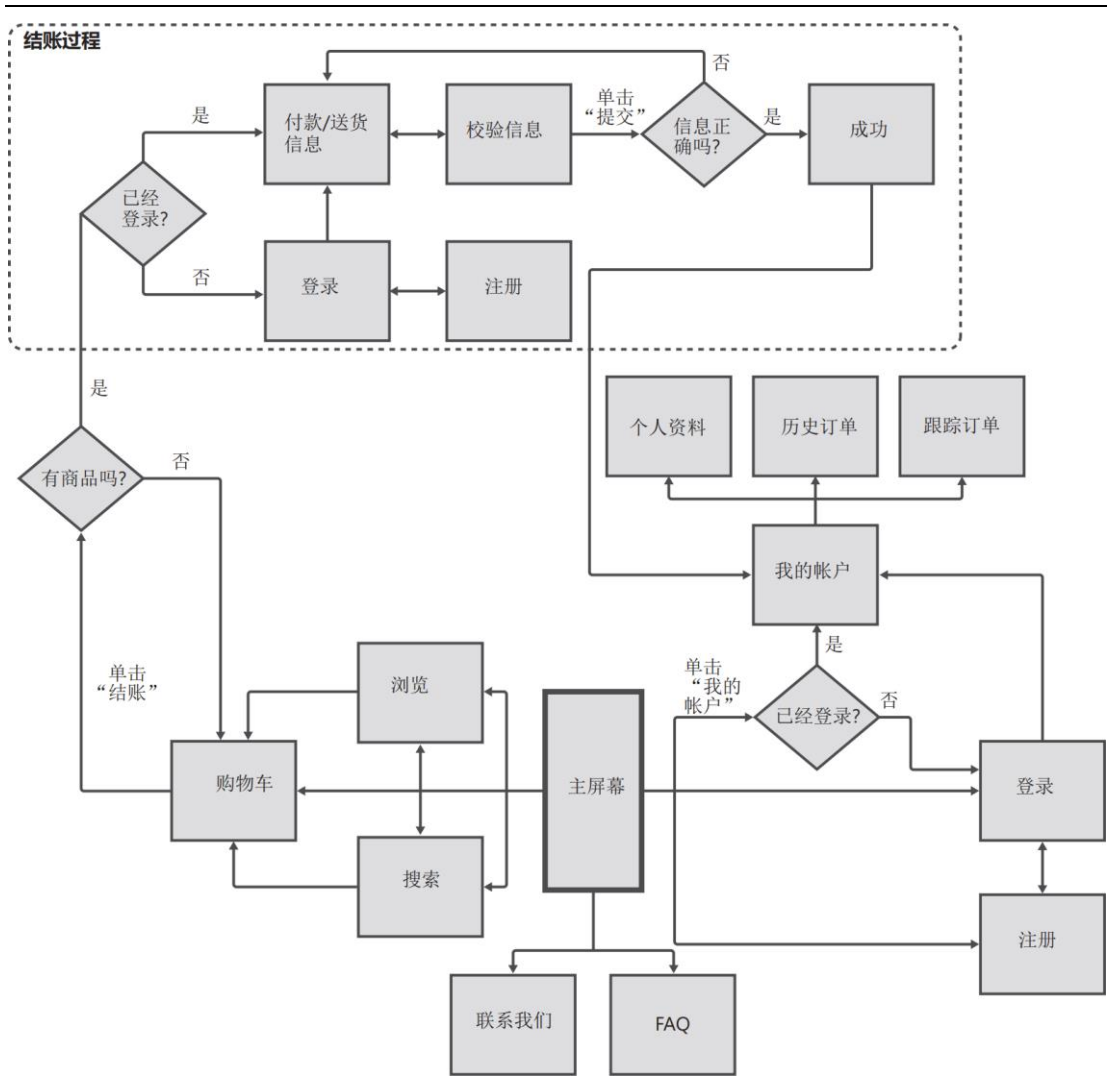 结账过程
否
是
付款/送货
信息
校验信息
单击
“提交”
信息正
确吗?
是
成功
已经
登录?
否
登录
注册
是
个人资料
历史订单
跟踪订单
有商品吗?
否
我的帐户
是
单击
“结账”
浏览
单击
“我的
帐户”
已经登录?
否
购物车
主屏幕
登录
搜索
注册
联系我们
FAQ